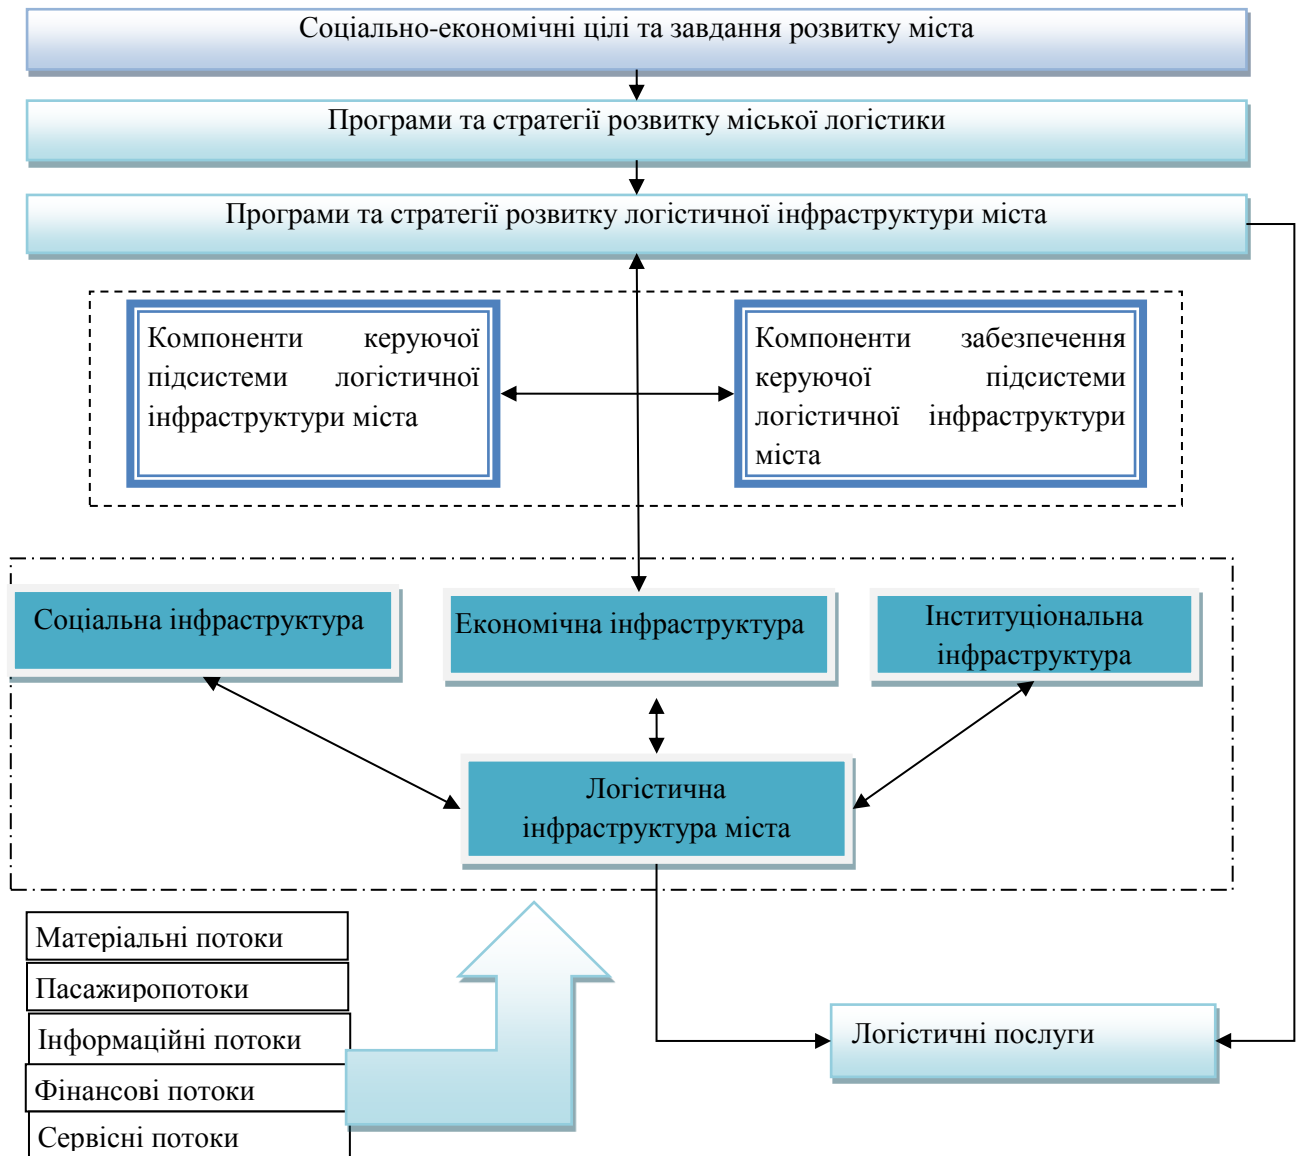 Соціально-економічні цілі та завдання розвитку міста
Програми та стратегії розвитку міської логістики
Програми та стратегії розвитку логістичної інфраструктури міста
Компоненти керуючої
підсистеми логістичної
інфраструктури міста
Компоненти забезпечення
керуючої підсистеми
логістичної інфраструктури
міста
Соціальна інфраструктура
Економічна інфраструктура
Інституціональна
інфраструктура
Логістична
інфраструктура міста
Матеріальні потоки
Пасажиропотоки
Інформаційні потоки
Фінансові потоки
Сервісні потоки
Логістичні послуги